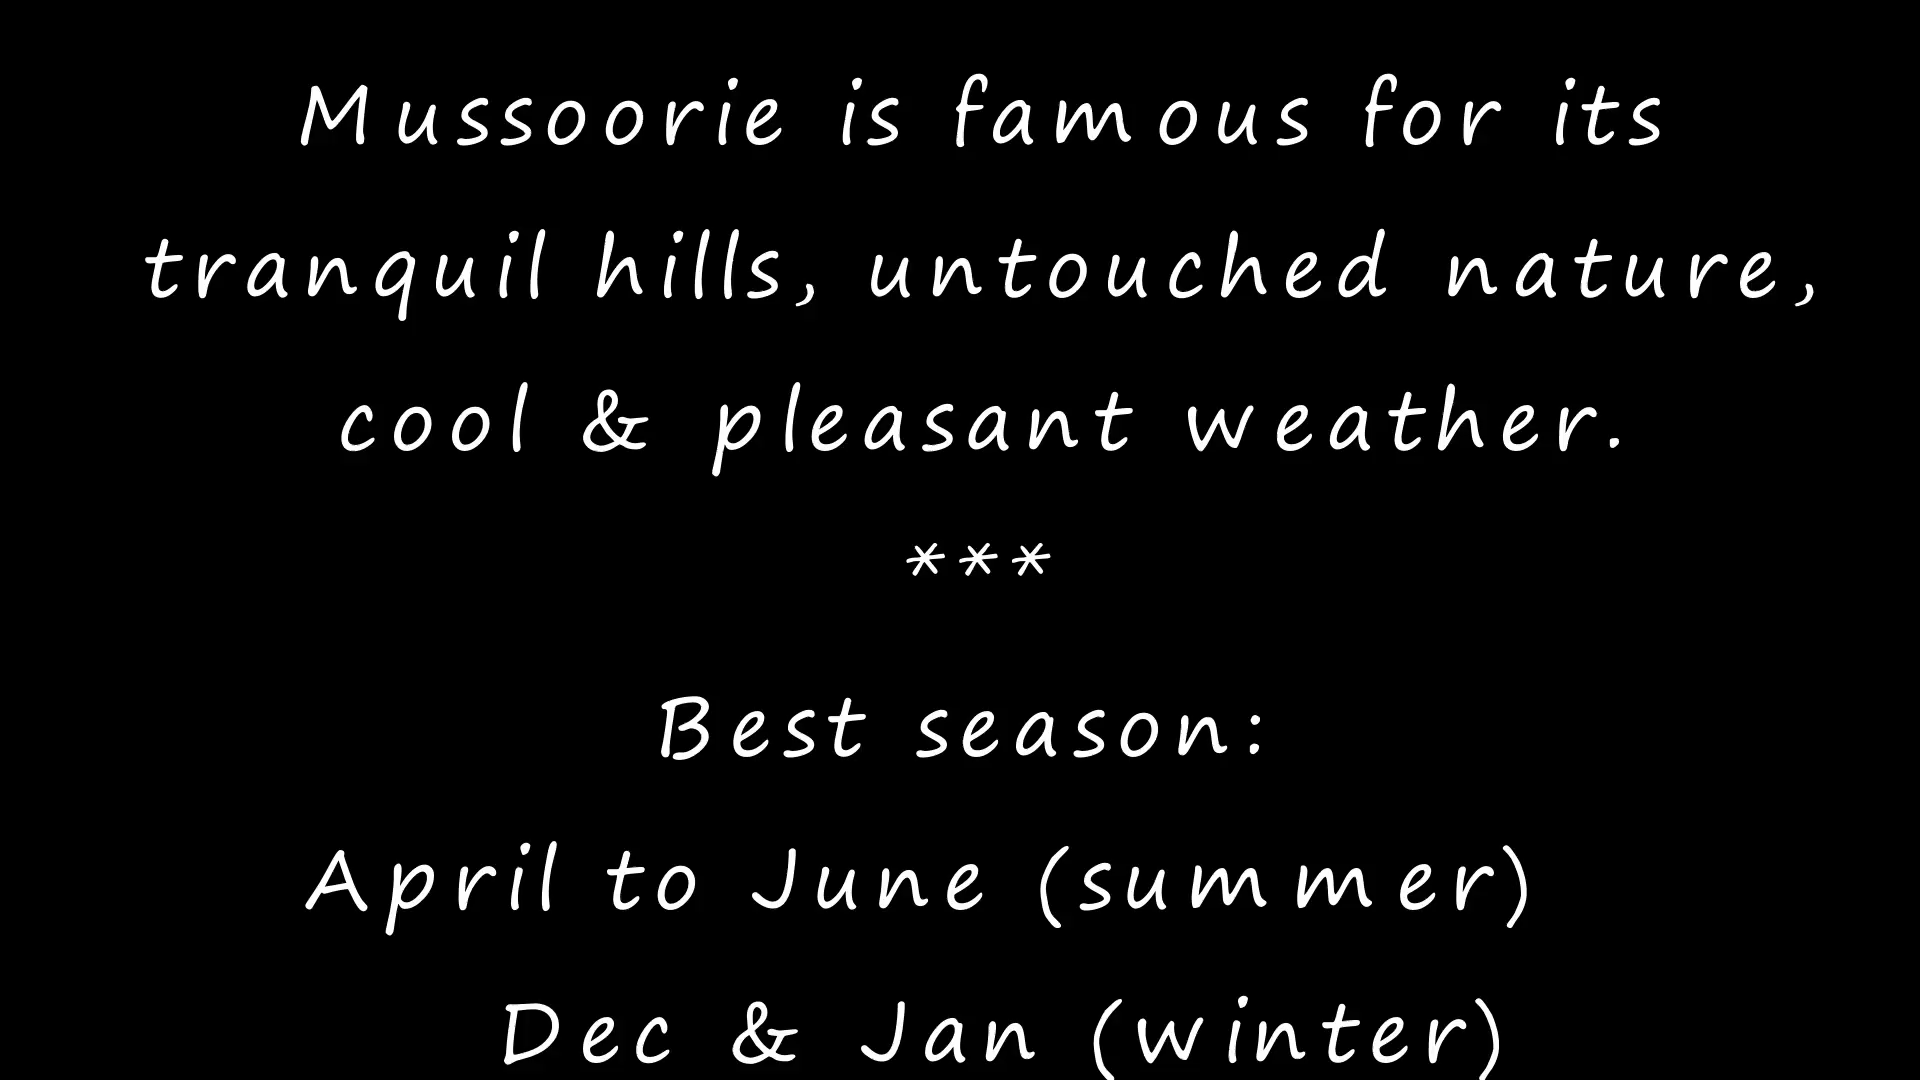 Mussoorie is famous for its
tranquil hills, untouched nature,
cool & pleasant weather.
***
Best season:
April to June (summer)
Dec & Jan (winter)